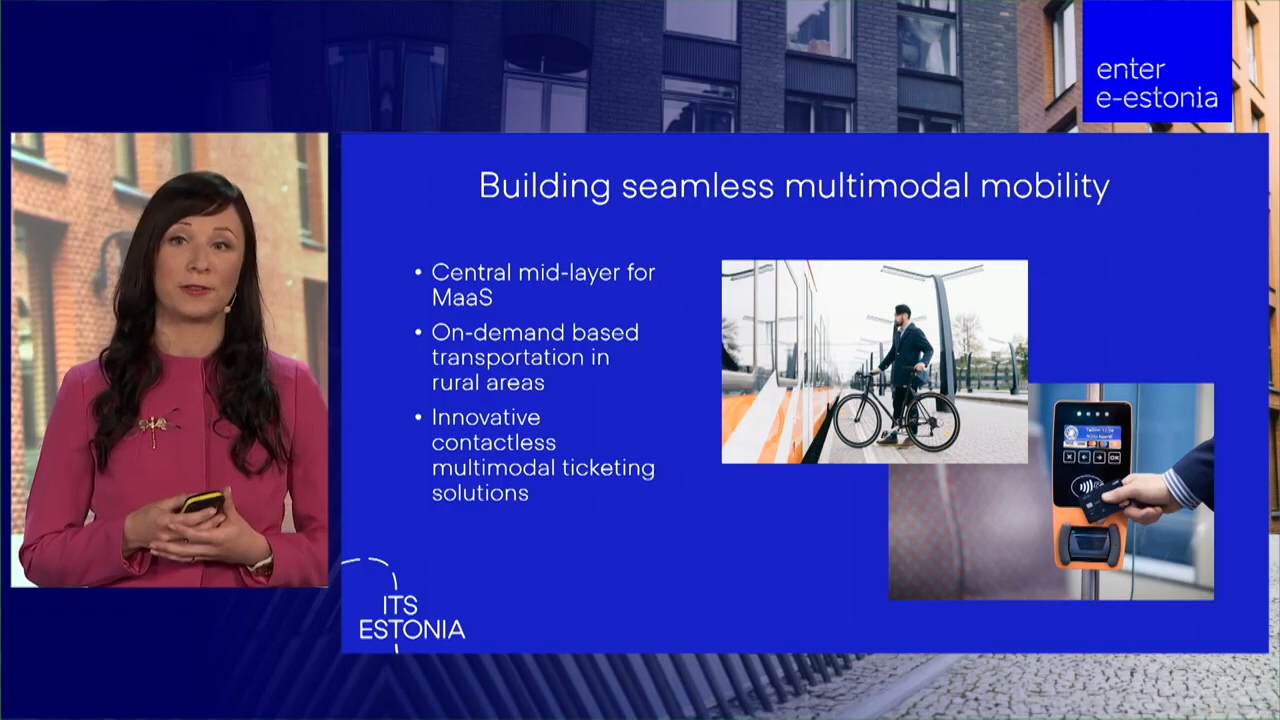 enter
e-estonia
Building seamless multimodal mobility
• Central mid-layer for
MaaS
• On-demand based
transportation in
rural areas
• Innovative
contactless
multimodal ticketing
solutions
ITS
ESTONIA
OK